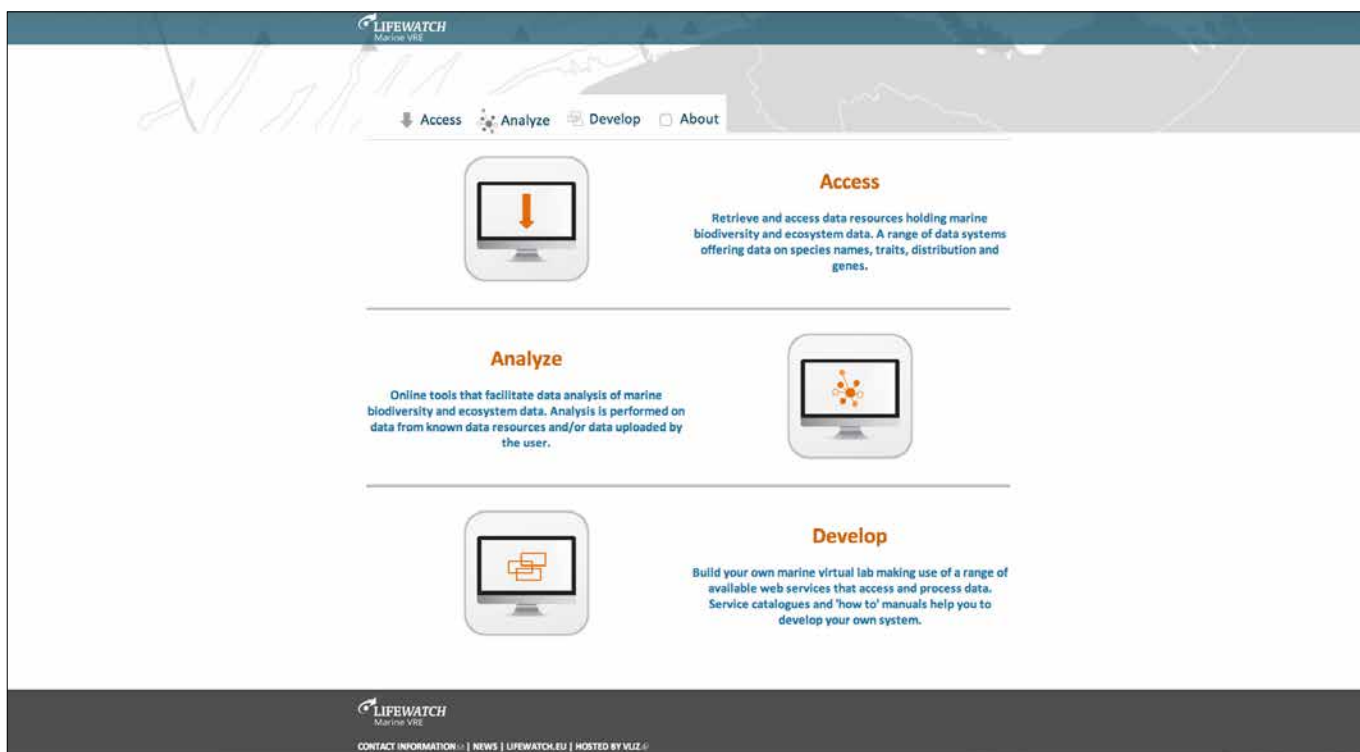 LIFEWATCH
Marine VRE
Access Analyze Develop About
Access
Retrieve and access data resources holding marine
biodiversity and ecosystem data. A range of data systems
offering data on species names, traits, distribution and
genes.
Analyze
Online tools that facilitate data analysis of marine
biodiversity and ecosystem data. Analysis is performed on
data from known data resources and/or data uploaded by
the user.
Develop
Build your own marine virtual lab making use of a range of
available web services that access and process data.
Service catalogues and 'how to' manuals help you to
develop your own system.
LIFEWATCH
Marine VRE
CONTACT INFORMATION | NEWS | LIFEWATCH.EU | HOSTED BY VLIZ